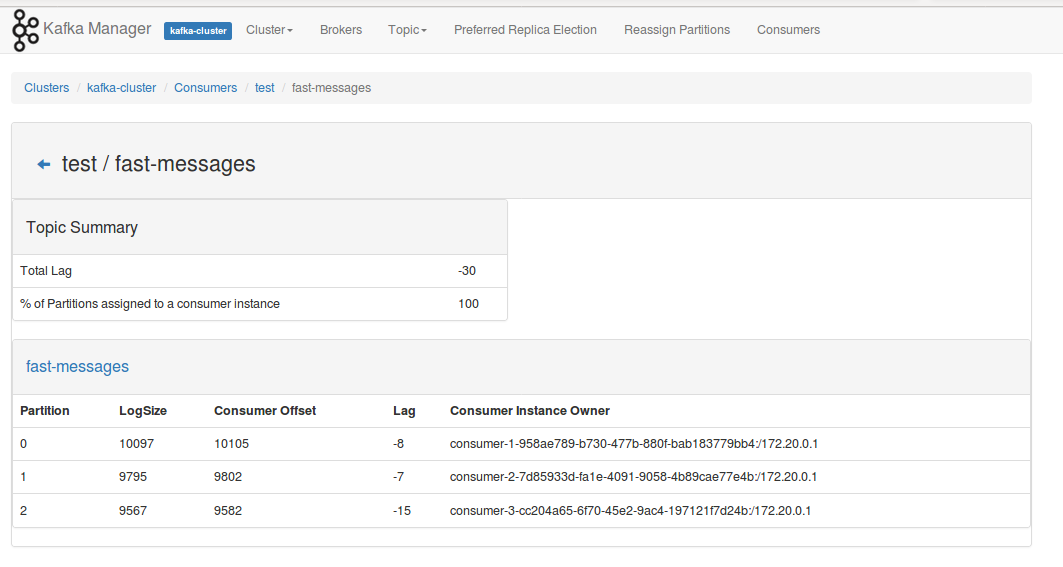 Kafka Manager kafka-cluster Cluster Brokers Topic Preferred Replica Election Reassign Partitions Consumers
Clusters / kafka-cluster / Consumers / test / fast-messages
test / fast-messages
Topic Summary
Total Lag -30
% of Partitions assigned to a consumer instance 100
fast-messages
Partition LogSize Consumer Offset Lag Consumer Instance Owner
0 10097 10105 -8 consumer-1-958ae789-b730-477b-880f-bab183779bb4:/172.20.0.1
1 9795 9802 -7 consumer-2-7d85933d-fa1e-4091-9058-4b89cae77e4b:/172.20.0.1
2 9567 9582 -15 consumer-3-cc204a65-6f70-45e2-9ac4-197121f7d24b:/172.20.0.1